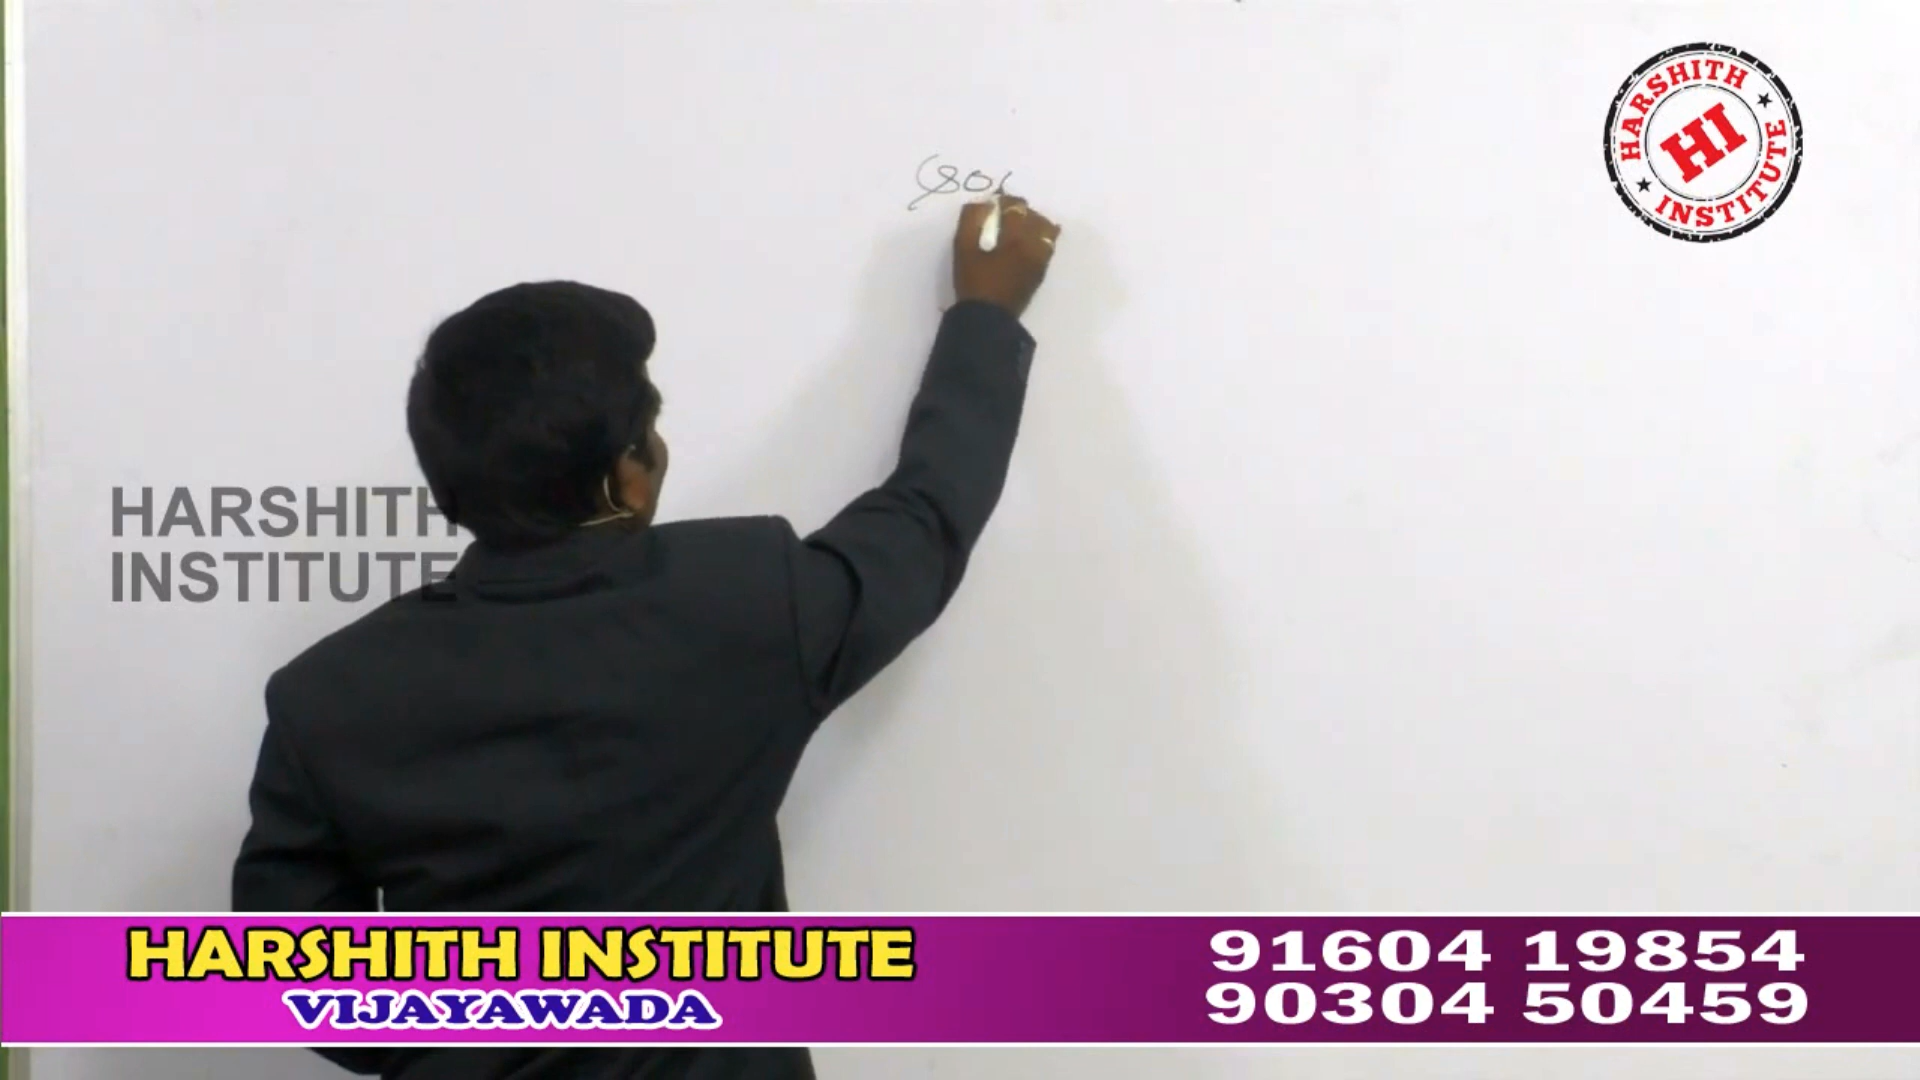 HARSHITH
HI
INSTITUTE
HARSHITH
INSTITUTE
HARSHITH INSTITUTE
VIJAYAWADA
91604 19854
90304 50459